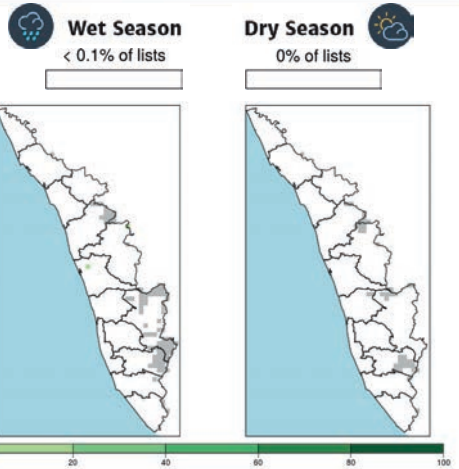 Wet Season
< 0.1% of lists
Dry Season
0% of lists
20 40 60 80 100